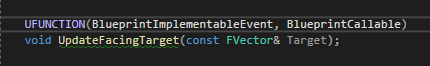 UFUNCTION(BlueprintImplementableEvent, BlueprintCallable)
void UpdateFacingTarget(const FVector& Target);